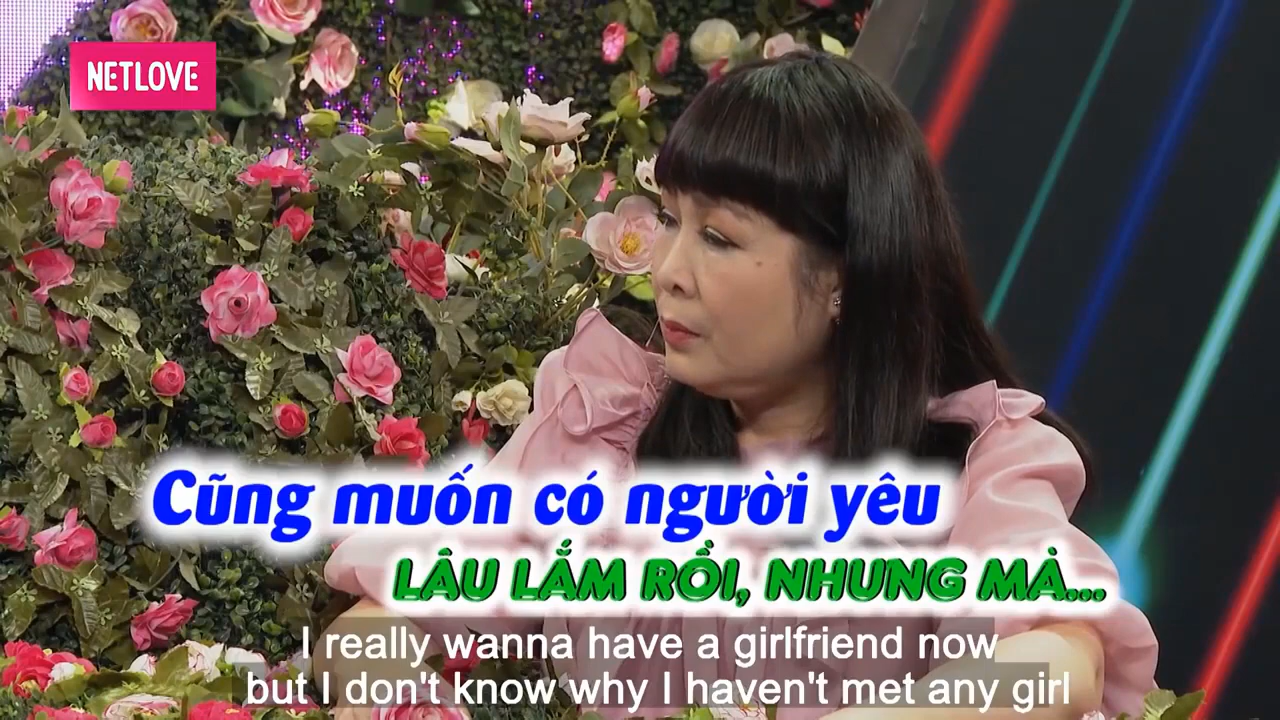 NETLOVE
Cũng muốn có người yêu
LÂU LẮM RỒI, NHƯNG MÀ...
I really wanna have a girlfriend now
but I don't know why I haven't met any girl